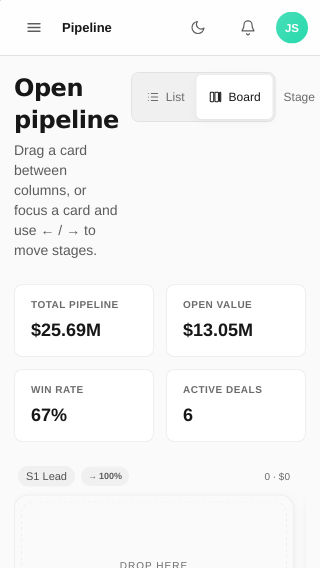 Pipeline
JS
Open
pipeline
List
Board
Stage
Drag a card
between
columns, or
focus a card and
use ← / → to
move stages.
TOTAL PIPELINE
OPEN VALUE
$25.69M
$13.05M
WIN RATE
ACTIVE DEALS
67%
6
S1 Lead
→ 100%
0 · $0
DROP HERE